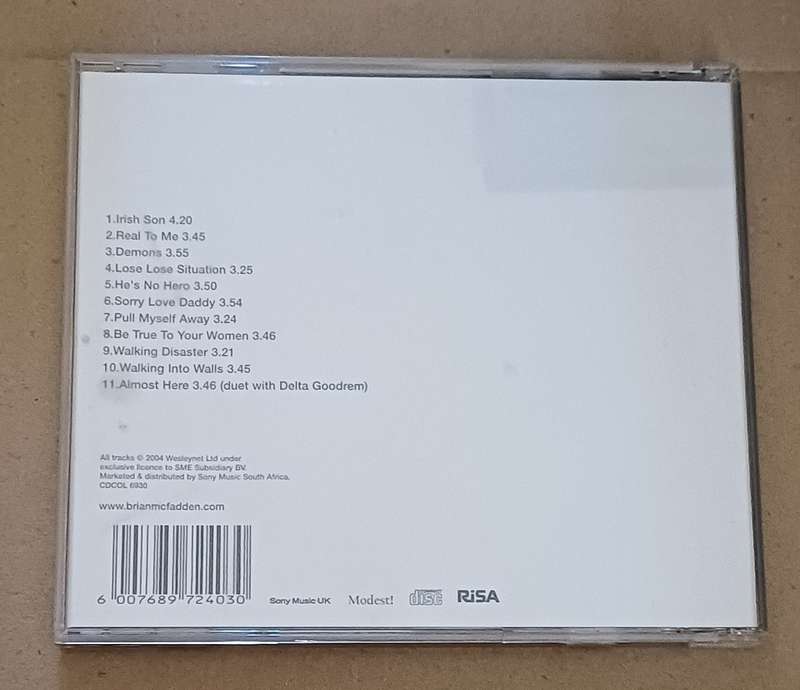 1.Irish Son 4.20
2.Real To Me 3.45
3.Demons 3.55
4.Lose Lose Situation 3.25
5.He's No Hero 3.50
6.Sorry Love Daddy 3.54
7.Pull Myself Away 3.24
8.Be True To Your Women 3.46
9.Walking Disaster 3.21
10.Walking Into Walls 3.45
11.Almost Here 3.46 (duet with Delta Goodrem)
All tracks © 2004 Wesleynet Ltd under
exclusive licence to SME Subsidiary BV.
Marketed & distributed by Sony Music South Africa.
CDCOL 6930
www.brianmcfadden.com
6 007689 724030
Sony Music UK Modest! disc RiSA